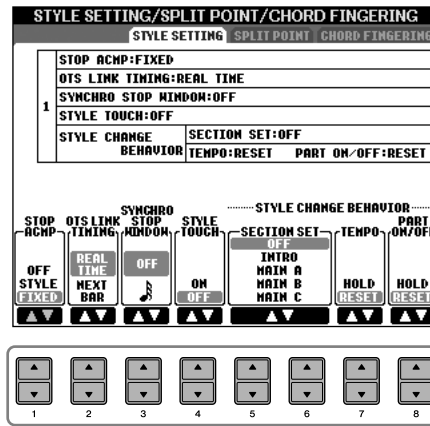 STYLE SETTING/SPLIT POINT/CHORD FINGERING
STYLE SETTING SPLIT POINT CHORD FINGERING
1
STOP ACMP:FIXED
OTS LINK TIMING:REAL TIME
SYNCHRO STOP WINDOW:OFF
STYLE TOUCH:OFF
STYLE CHANGE BEHAVIOR
SECTION SET:OFF
TEMPO:RESET PART ON/OFF:RESET
STYLE CHANGE BEHAVIOR
STOP ACMP
OFF
STYLE
FIXED
OTS LINK TIMING
REAL TIME
NEXT BAR
SYNCHRO STOP WINDOW
OFF
STYLE TOUCH
ON
OFF
SECTION SET
OFF
INTRO
MAIN A
MAIN B
MAIN C
TEMPO
HOLD
RESET
PART ON/OFF
HOLD
RESET
1 2 3 4 5 6 7 8